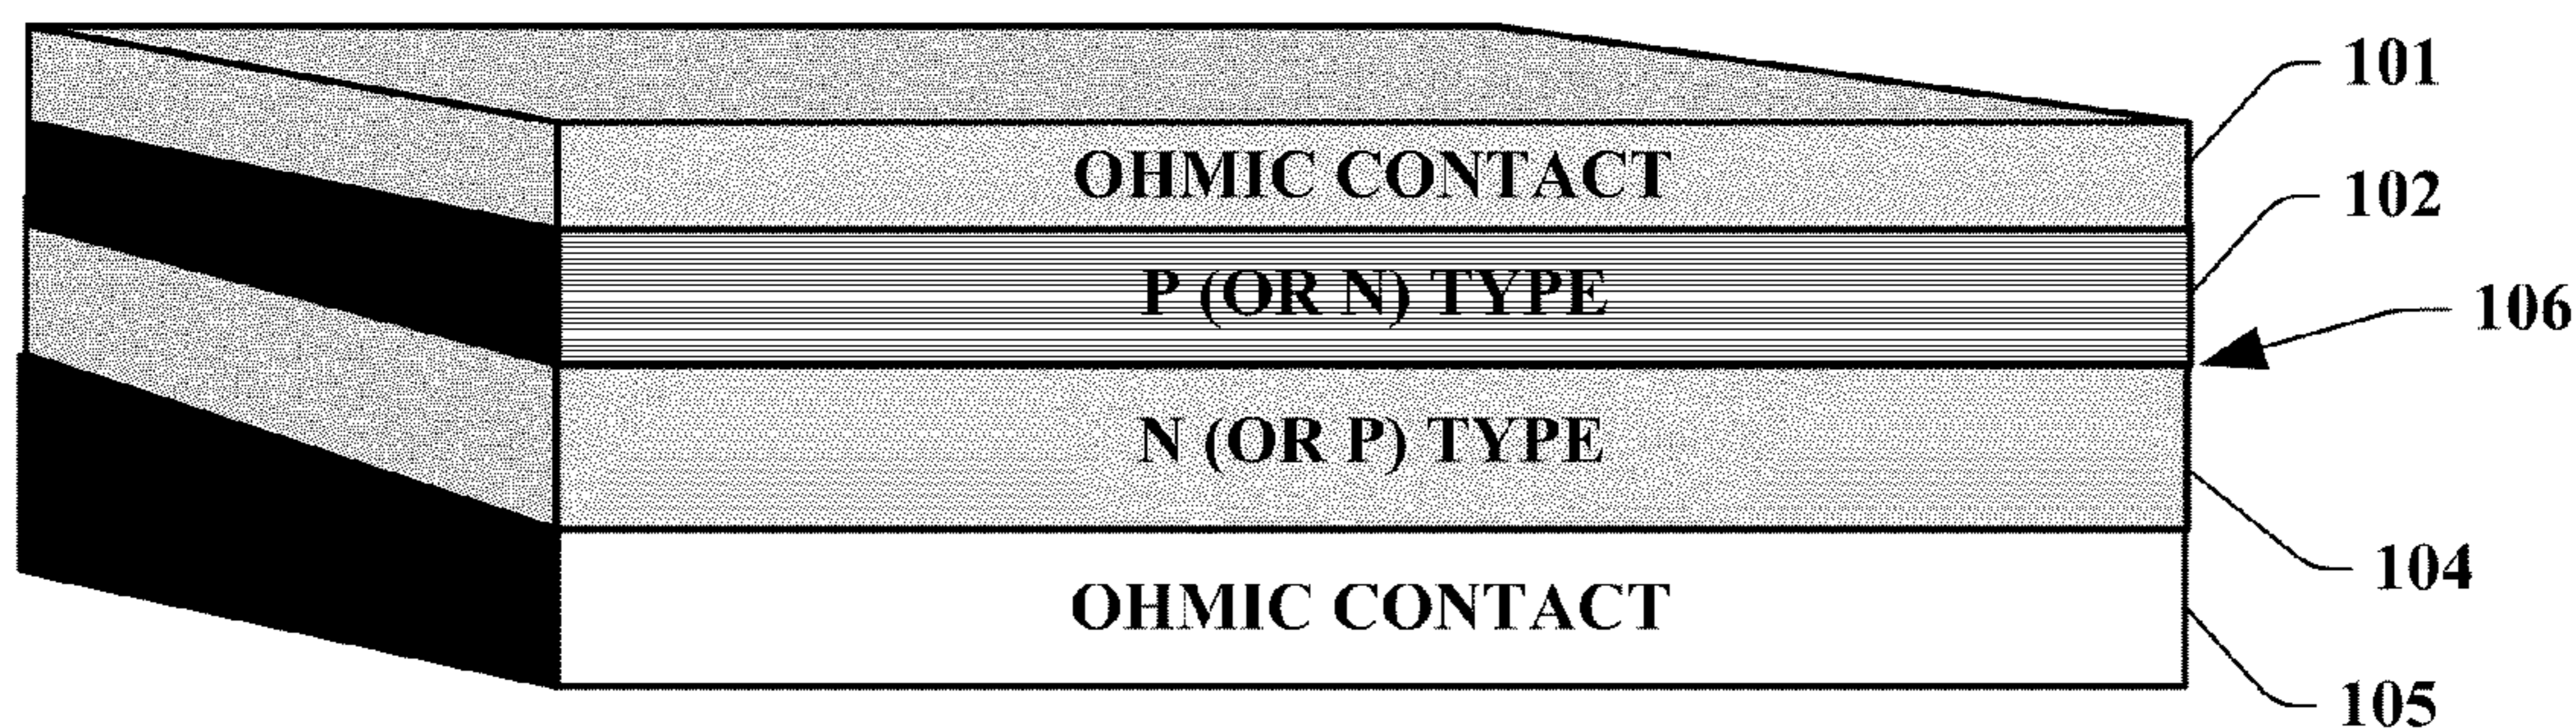 101
OHMIC CONTACT
102
P (OR N) TYPE
106
N (OR P) TYPE
104
OHMIC CONTACT
105